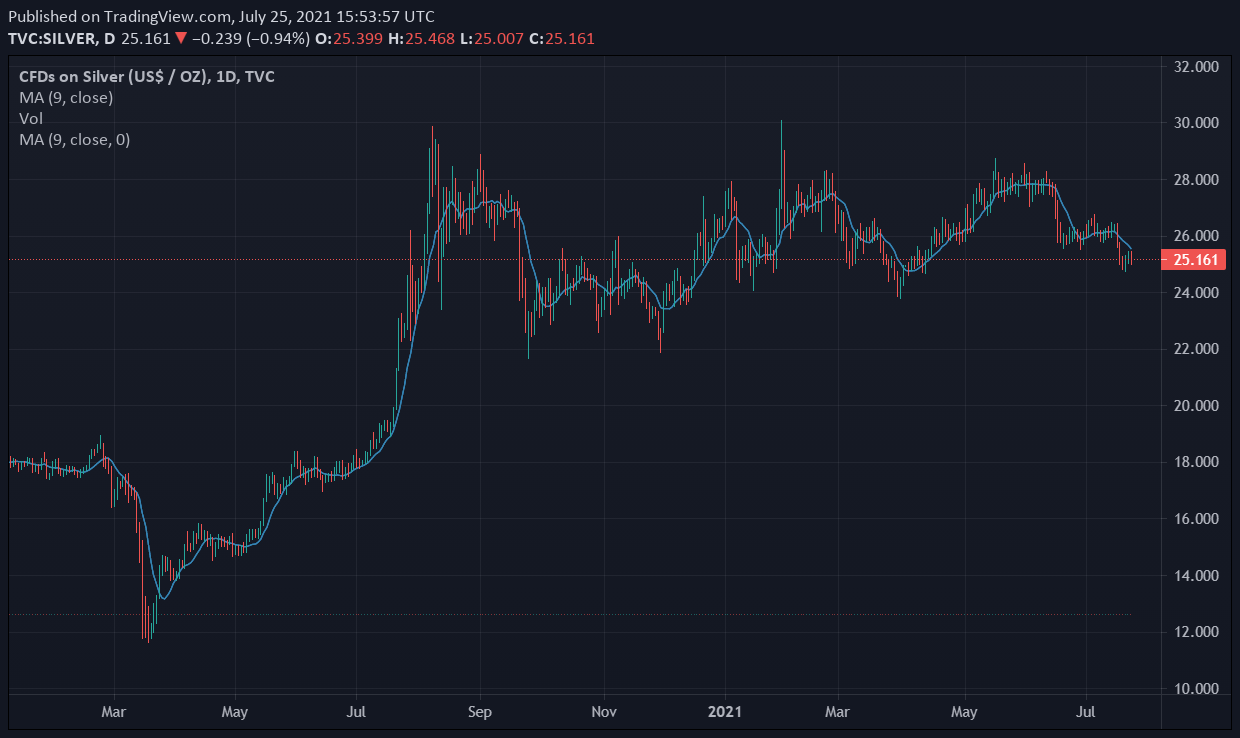 Published on TradingView.com, July 25, 2021 15:53:57 UTC
TVC:SILVER, D 25.161 ▼ −0.239 (−0.94%) O:25.399 H:25.468 L:25.007 C:25.161
CFDs on Silver (US$ / OZ), 1D, TVC
MA (9, close)
Vol
MA (9, close, 0)
32.000
30.000
28.000
26.000
25.161
24.000
22.000
20.000
18.000
16.000
14.000
12.000
10.000
Mar May Jul Sep Nov 2021 Mar May Jul